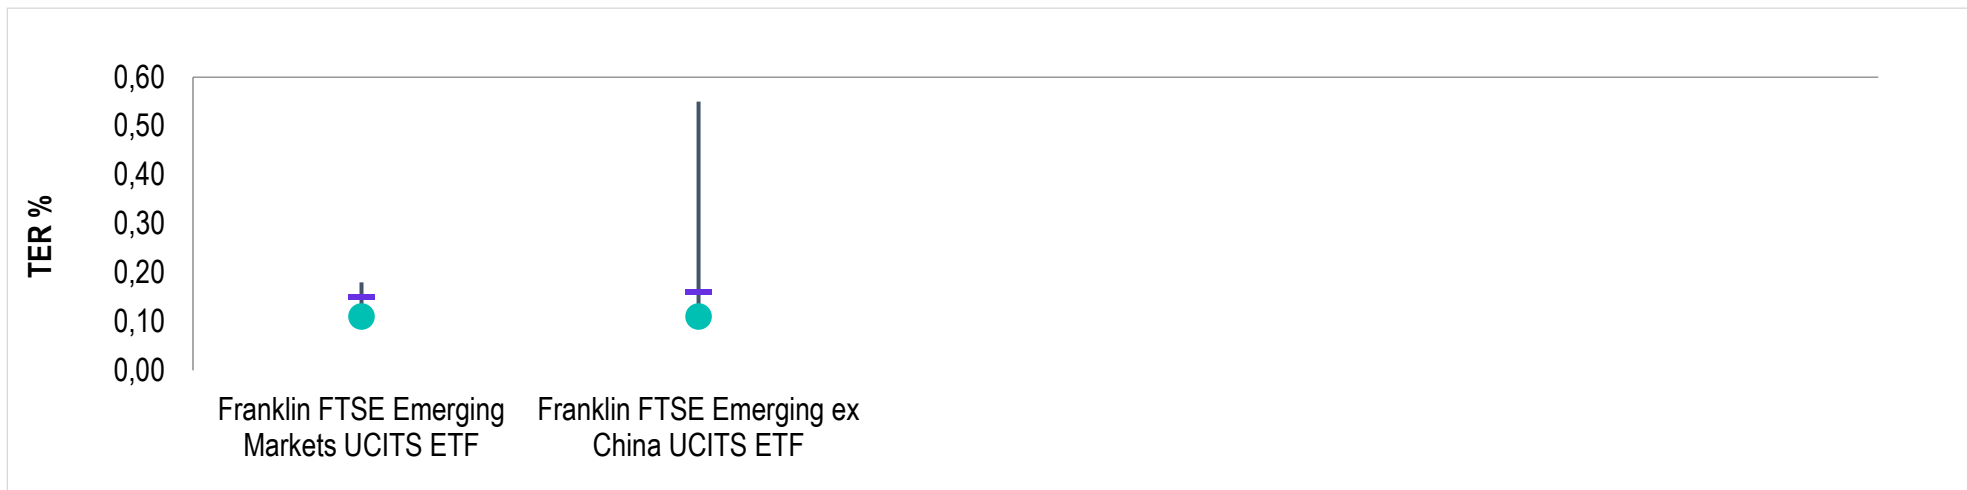 TER %
0,60
0,50
0,40
0,30
0,20
0,10
0,00
Franklin FTSE Emerging
Markets UCITS ETF
Franklin FTSE Emerging ex
China UCITS ETF